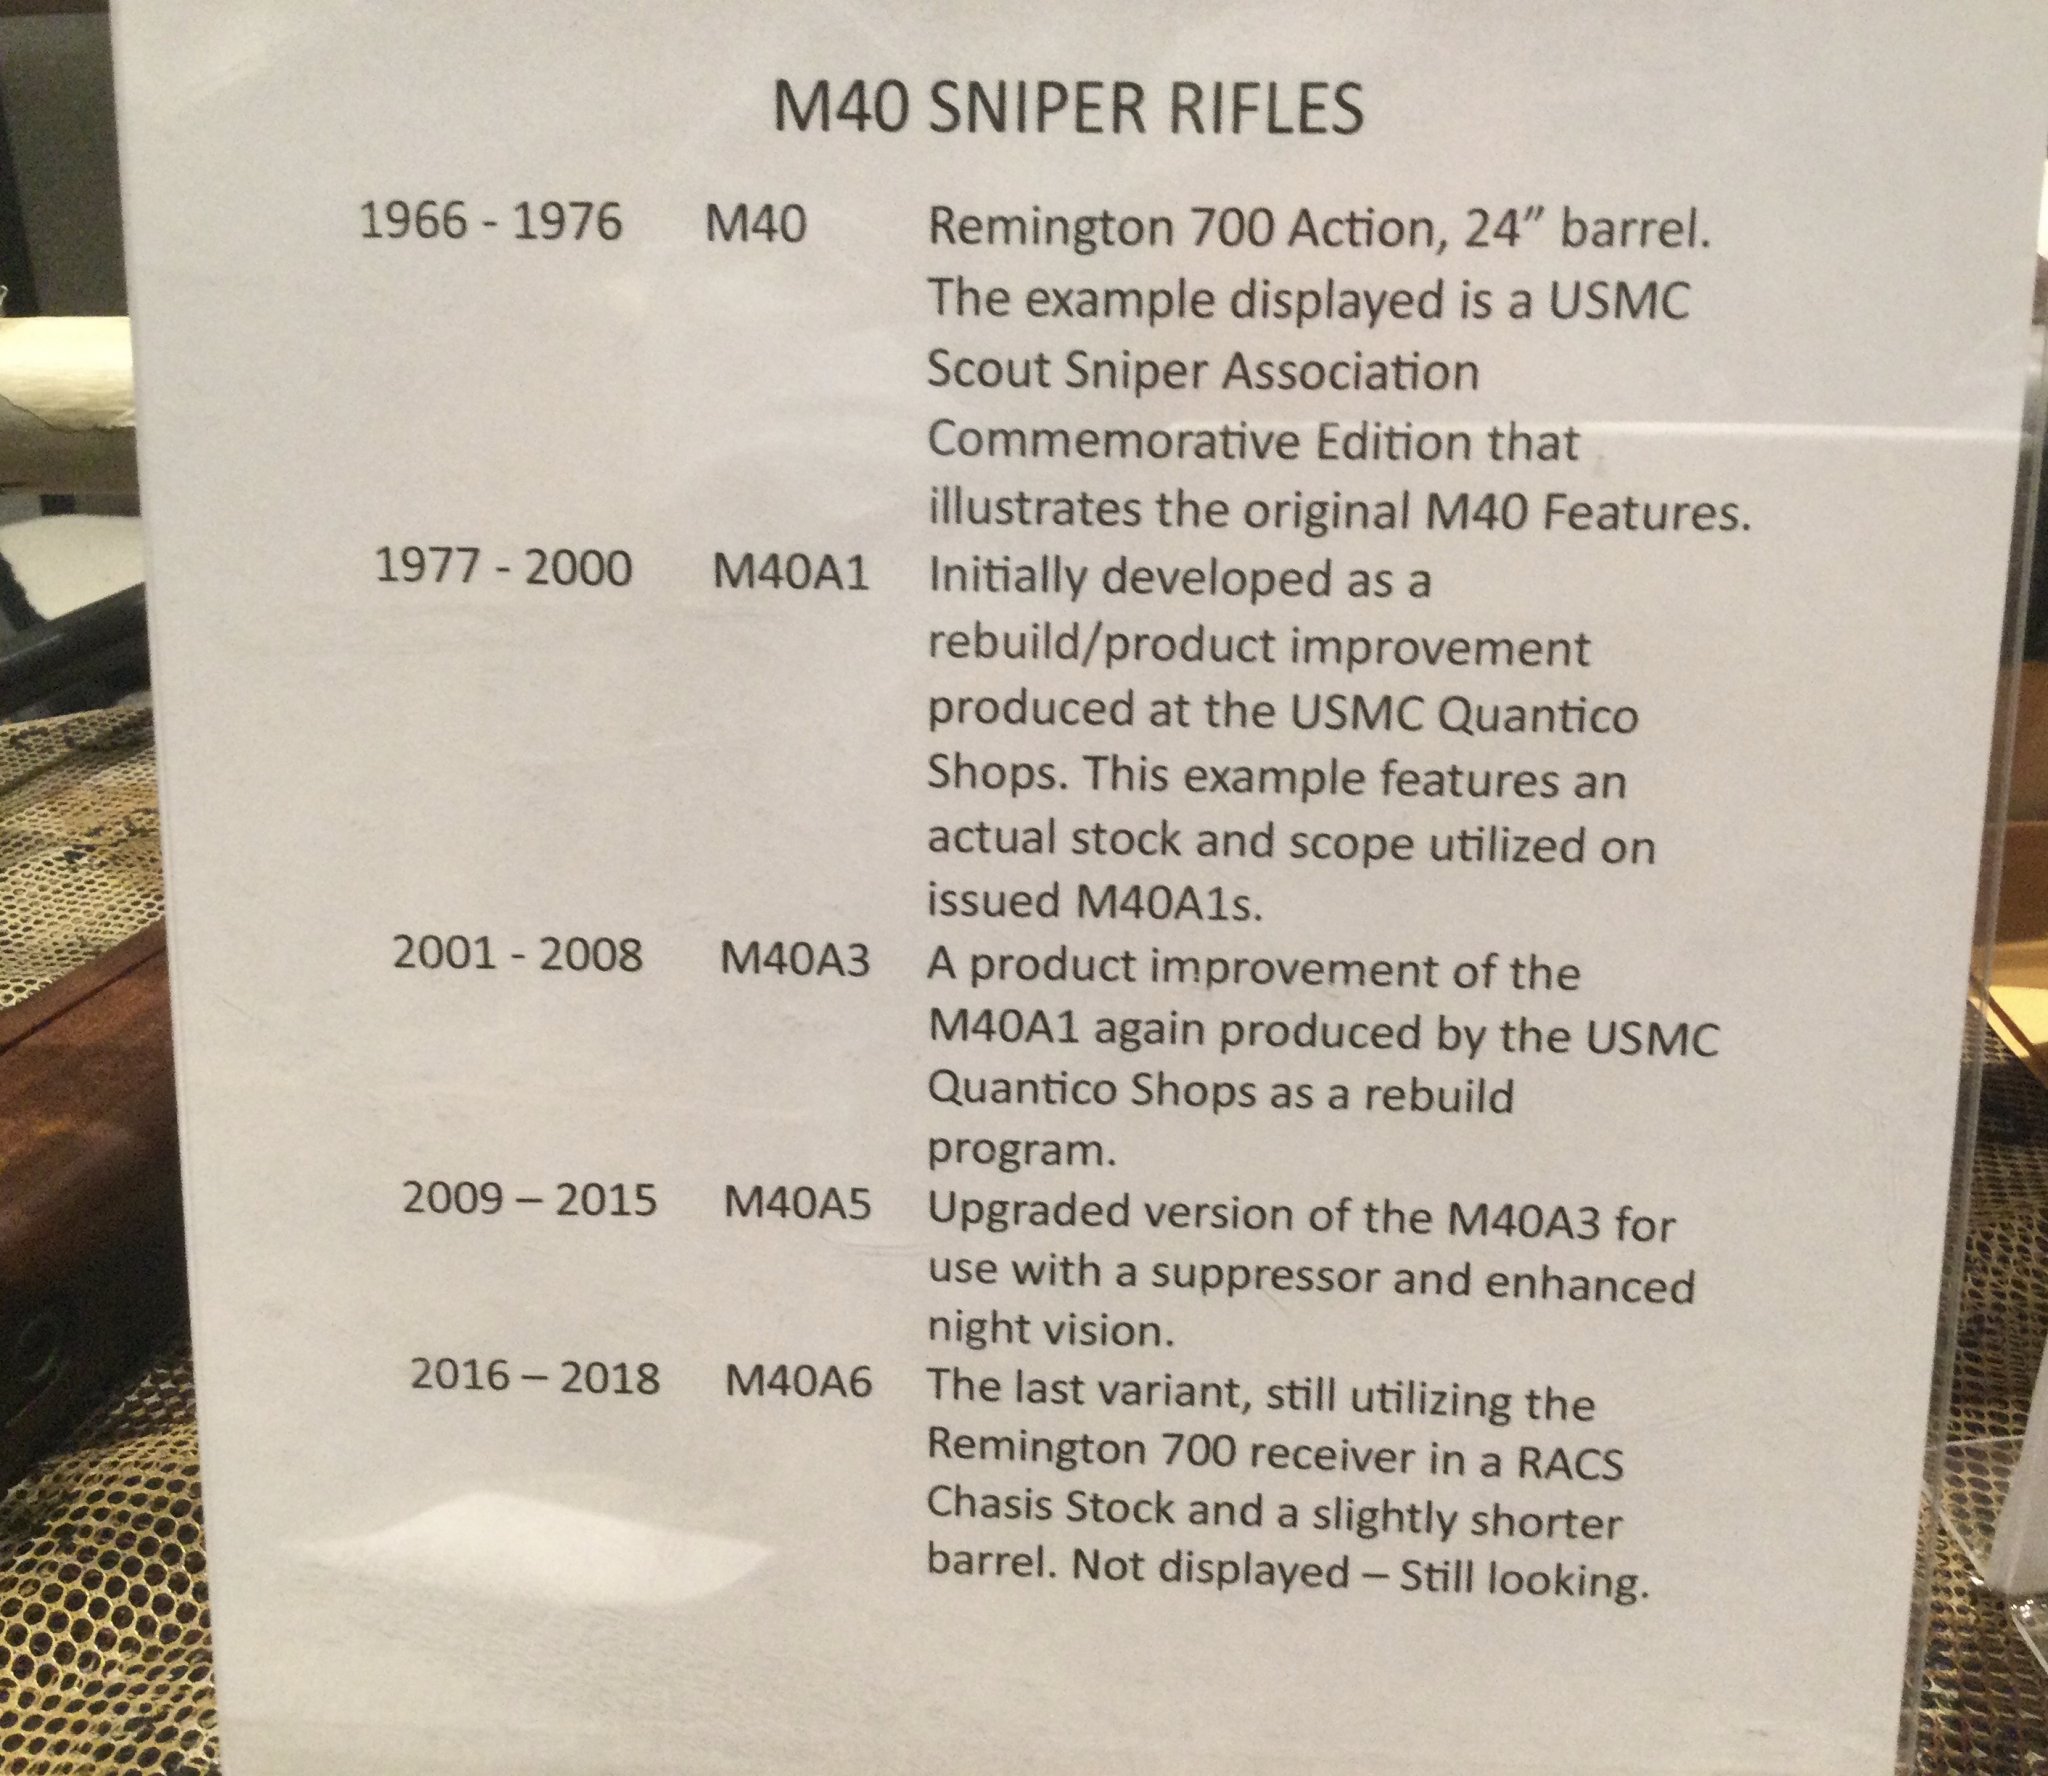 M40 SNIPER RIFLES
1966 - 1976 M40 Remington 700 Action, 24” barrel.
The example displayed is a USMC
Scout Sniper Association
Commemorative Edition that
illustrates the original M40 Features.
1977 - 2000 M40A1 Initially developed as a
rebuild/product improvement
produced at the USMC Quantico
Shops. This example features an
actual stock and scope utilized on
issued M40A1s.
2001 - 2008 M40A3 A product improvement of the
M40A1 again produced by the USMC
Quantico Shops as a rebuild
program.
2009 – 2015 M40A5 Upgraded version of the M40A3 for
use with a suppressor and enhanced
night vision.
2016 – 2018 M40A6 The last variant, still utilizing the
Remington 700 receiver in a RACS
Chasis Stock and a slightly shorter
barrel. Not displayed – Still looking.